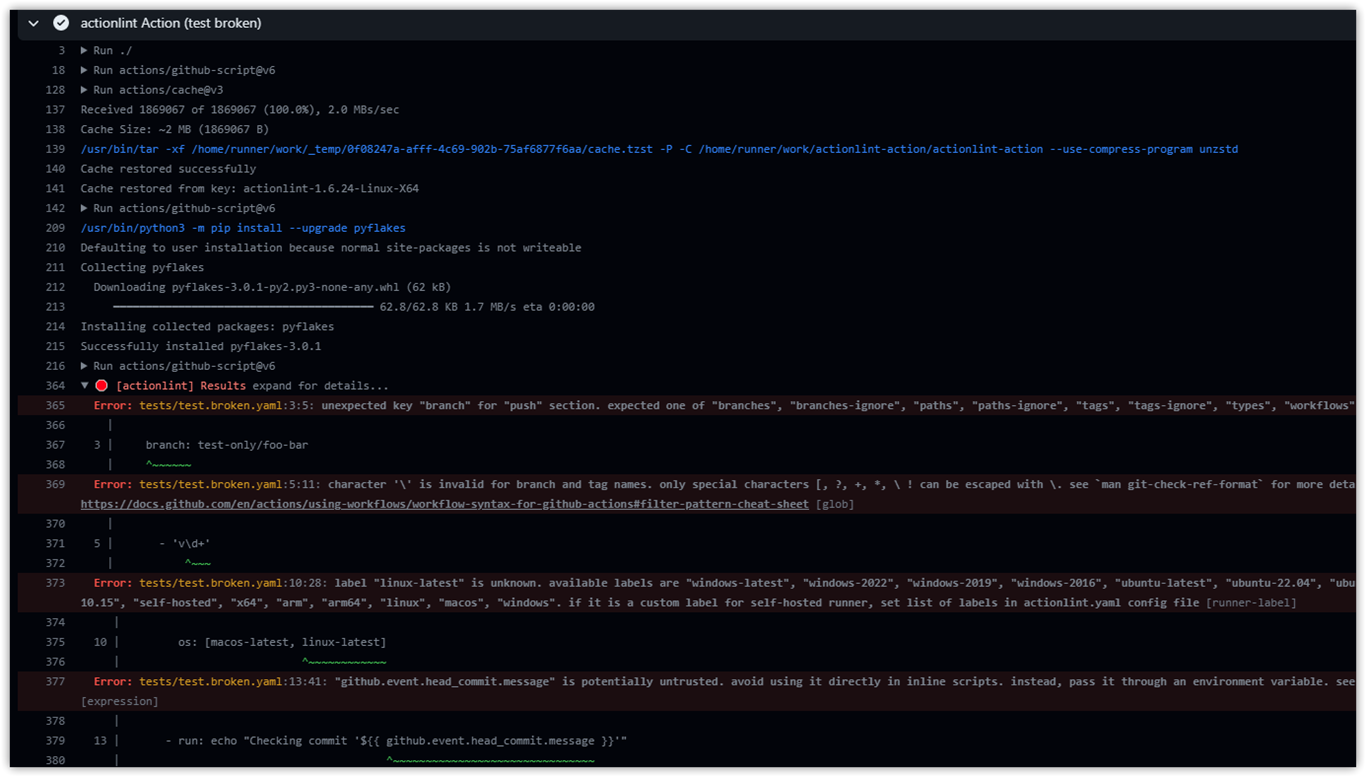 actionlint Action (test broken)
3 ▶ Run ./
18 ▶ Run actions/github-script@v6
128 ▶ Run actions/cache@v3
137 Received 1869067 of 1869067 (100.0%), 2.0 MBs/sec
138 Cache Size: ~2 MB (1869067 B)
139 /usr/bin/tar -xf /home/runner/work/_temp/0f08247a-afff-4c69-902b-75af6877f6aa/cache.tzst -P -C /home/runner/work/actionlint-action/actionlint-action --use-compress-program unzstd
140 Cache restored successfully
141 Cache restored from key: actionlint-1.6.24-Linux-X64
142 ▶ Run actions/github-script@v6
209 /usr/bin/python3 -m pip install --upgrade pyflakes
210 Defaulting to user installation because normal site-packages is not writeable
211 Collecting pyflakes
212 Downloading pyflakes-3.0.1-py2.py3-none-any.whl (62 kB)
213 ━━━━━━━━━━━━━━━━━━━━━━━━━━━━━━━━━━━━━━━━ 62.8/62.8 KB 1.7 MB/s eta 0:00:00
214 Installing collected packages: pyflakes
215 Successfully installed pyflakes-3.0.1
216 ▶ Run actions/github-script@v6
364 ▼ 🛑 [actionlint] Results expand for details...
365 Error: tests/test.broken.yaml:3:5: unexpected key "branch" for "push" section. expected one of "branches", "branches-ignore", "paths", "paths-ignore", "tags", "tags-ignore", "types", "workflows"
366 |
367 3 | branch: test-only/foo-bar
368 | ^~~~~~~
369 Error: tests/test.broken.yaml:5:11: character '\' is invalid for branch and tag names. only special characters [, ?, +, *, \ ! can be escaped with \. see `man git-check-ref-format` for more deta
https://docs.github.com/en/actions/using-workflows/workflow-syntax-for-github-actions#filter-pattern-cheat-sheet [glob]
370 |
371 5 | - 'v\d+'
372 | ^~~~
373 Error: tests/test.broken.yaml:10:28: label "linux-latest" is unknown. available labels are "windows-latest", "windows-2022", "windows-2019", "windows-2016", "ubuntu-latest", "ubuntu-22.04", "ubu
10.15", "self-hosted", "x64", "arm", "arm64", "linux", "macos", "windows". if it is a custom label for self-hosted runner, set list of labels in actionlint.yaml config file [runner-label]
374 |
375 10 | os: [macos-latest, linux-latest]
376 | ^~~~~~~~~~~~~
377 Error: tests/test.broken.yaml:13:41: "github.event.head_commit.message" is potentially untrusted. avoid using it directly in inline scripts. instead, pass it through an environment variable. see
[expression]
378 |
379 13 | - run: echo "Checking commit '${{ github.event.head_commit.message }}'"
380 | ^~~~~~~~~~~~~~~~~~~~~~~~~~~~~~~~